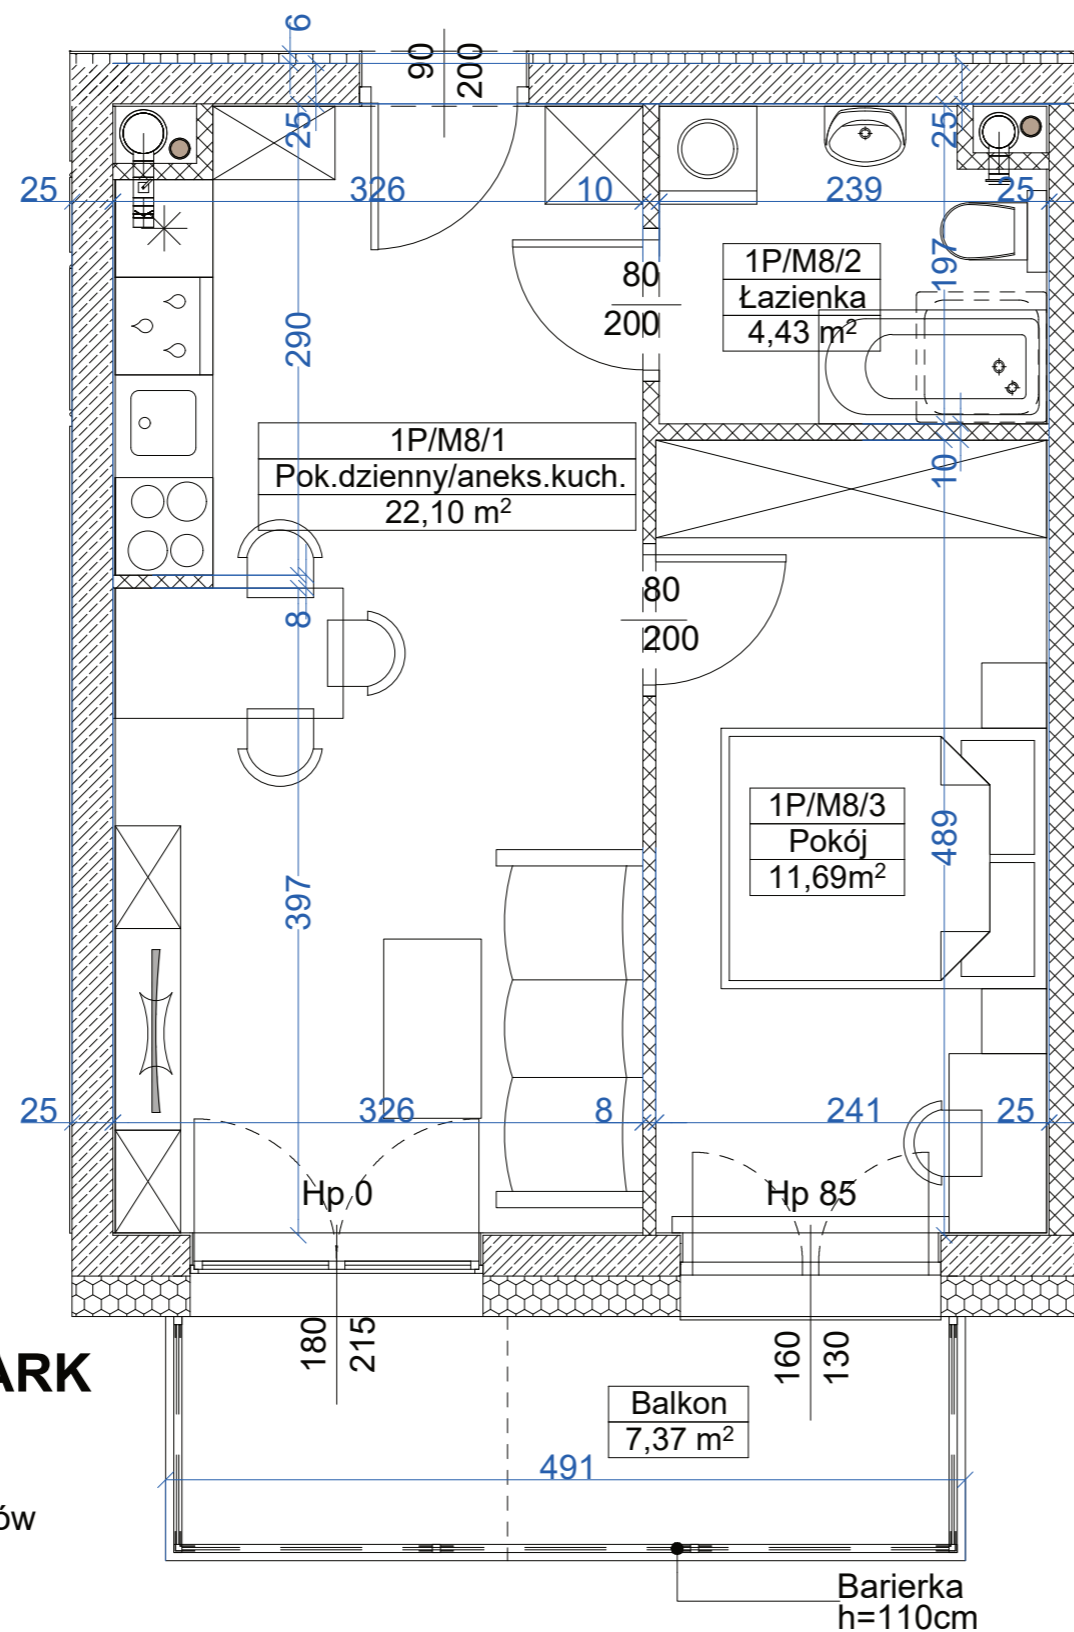 6
90
200
25
25
25
326
10
239
25
197
80
200
1P/M8/2
Łazienka
4,43 m²
290
1P/M8/1
Pok.dzienny/aneks.kuch.
22,10 m²
10
80
200
8
1P/M8/3
Pokój
11,69m²
489
397
25
326
8
241
25
Hp 0
Hp 85
180
215
160
130
ARK
Balkon
7,37 m²
491
ów
Barierka
h=110cm